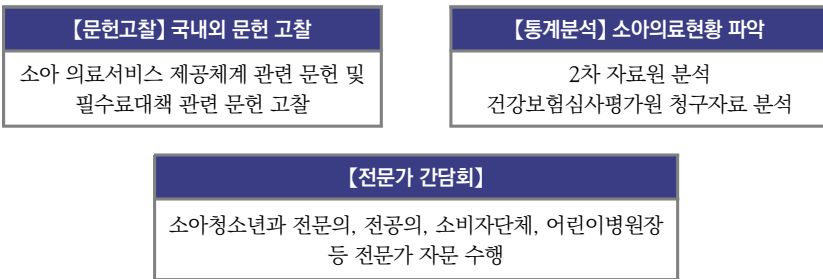 【문헌고찰】 국내외 문헌 고찰
소아 의료서비스 제공체계 관련 문헌 및
필수료대책 관련 문헌 고찰
【통계분석】 소아의료현황 파악
2차 자료원 분석
건강보험심사평가원 청구자료 분석
【전문가 간담회】
소아청소년과 전문의, 전공의, 소비자단체, 어린이병원장
등 전문가 자문 수행